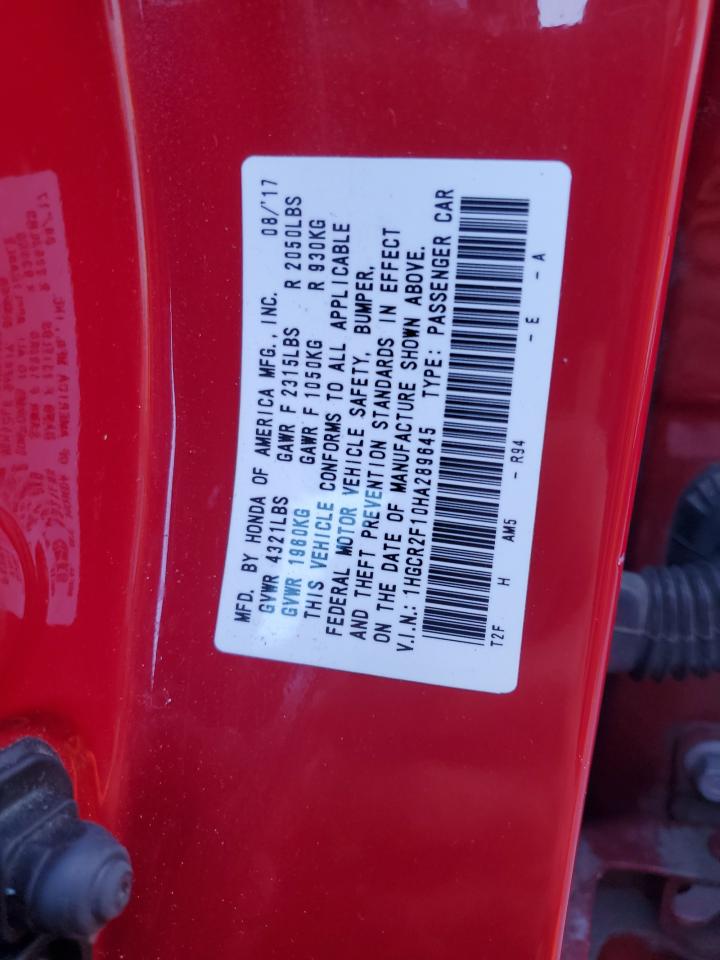 MFD. BY HONDA OF AMERICA MFG., INC. 08/'17
GVWR 4321LBS GAWR F 2315LBS R 2050LBS
GVWR 1980KG GAWR F 1050KG R 930KG
THIS VEHICLE CONFORMS TO ALL APPLICABLE
FEDERAL MOTOR VEHICLE SAFETY, BUMPER,
AND THEFT PREVENTION STANDARDS IN EFFECT
ON THE DATE OF MANUFACTURE SHOWN ABOVE.
V.I.N.: 1HGCR2F10HA289645 TYPE: PASSENGER CAR
T2F H AM5 - R94 - E - A